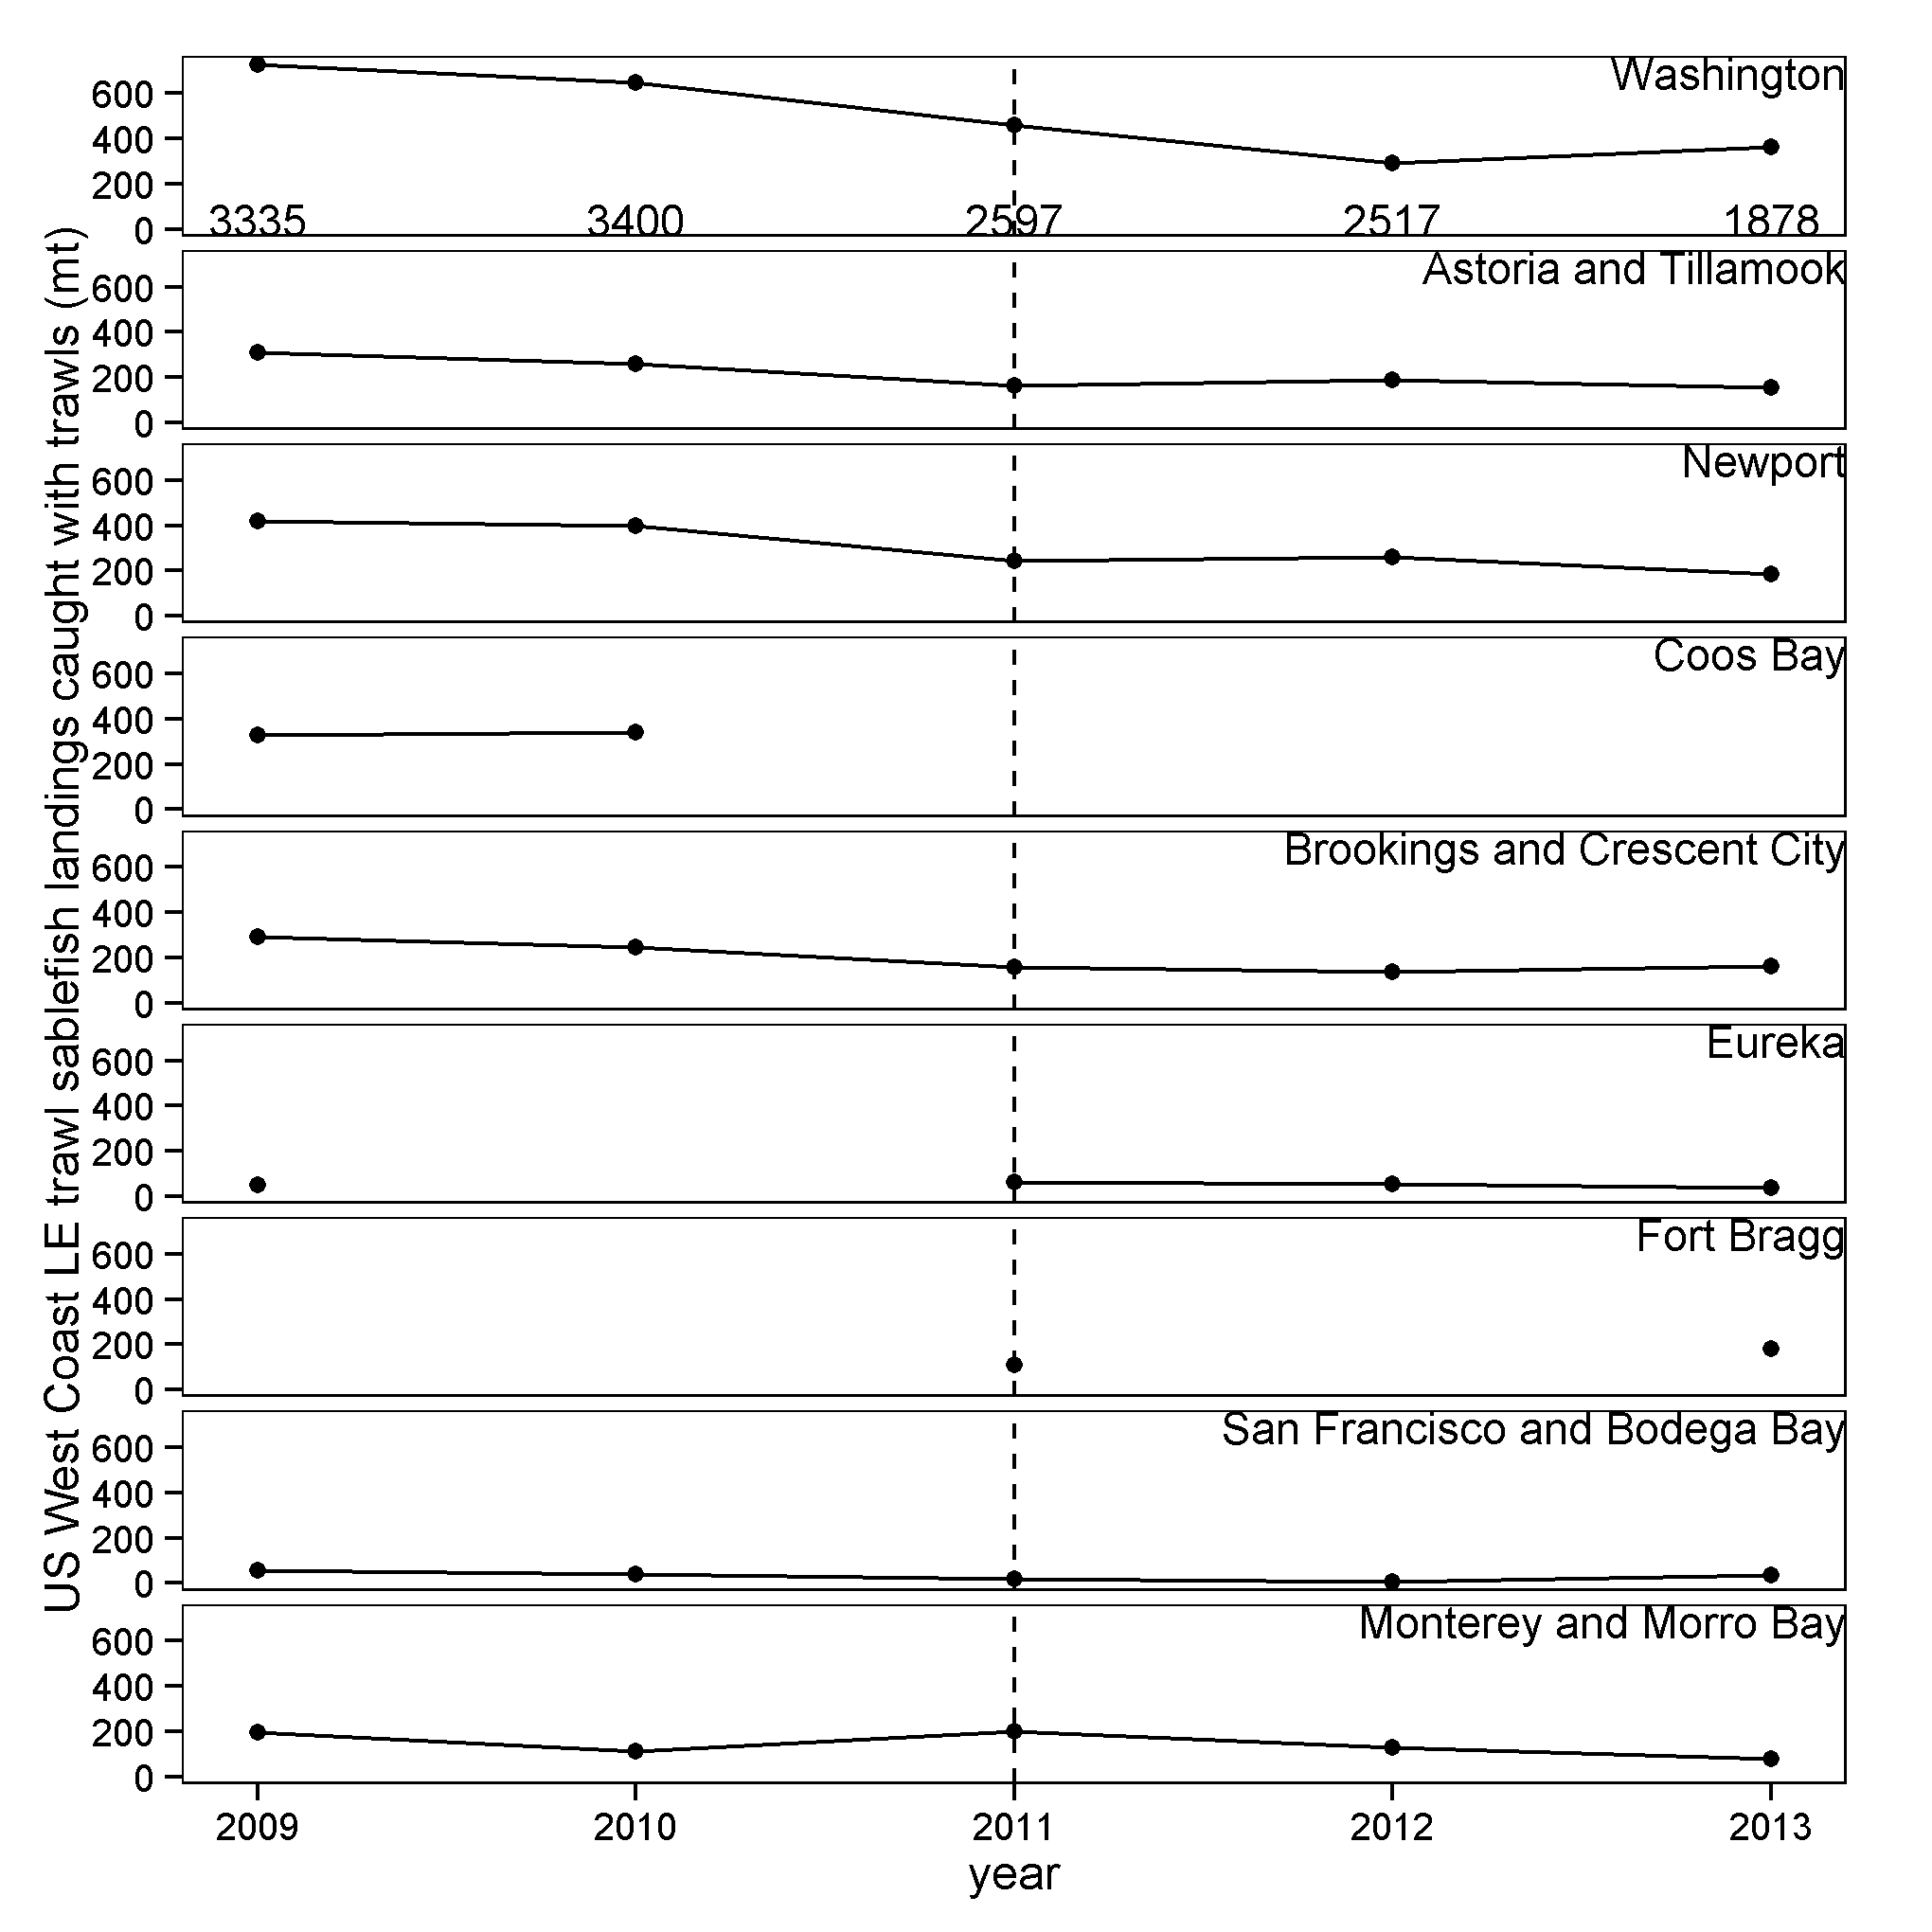 US West Coast LE trawl sablefish landings caught with trawls (mt)
Washington
600
400
200
0
3335 3400 2597 2517 1878
Astoria and Tillamook
600
400
200
0
Newport
600
400
200
0
Coos Bay
600
400
200
0
Brookings and Crescent City
600
400
200
0
Eureka
600
400
200
0
Fort Bragg
600
400
200
0
San Francisco and Bodega Bay
600
400
200
0
Monterey and Morro Bay
600
400
200
0
2009 2010 2011 2012 2013
year